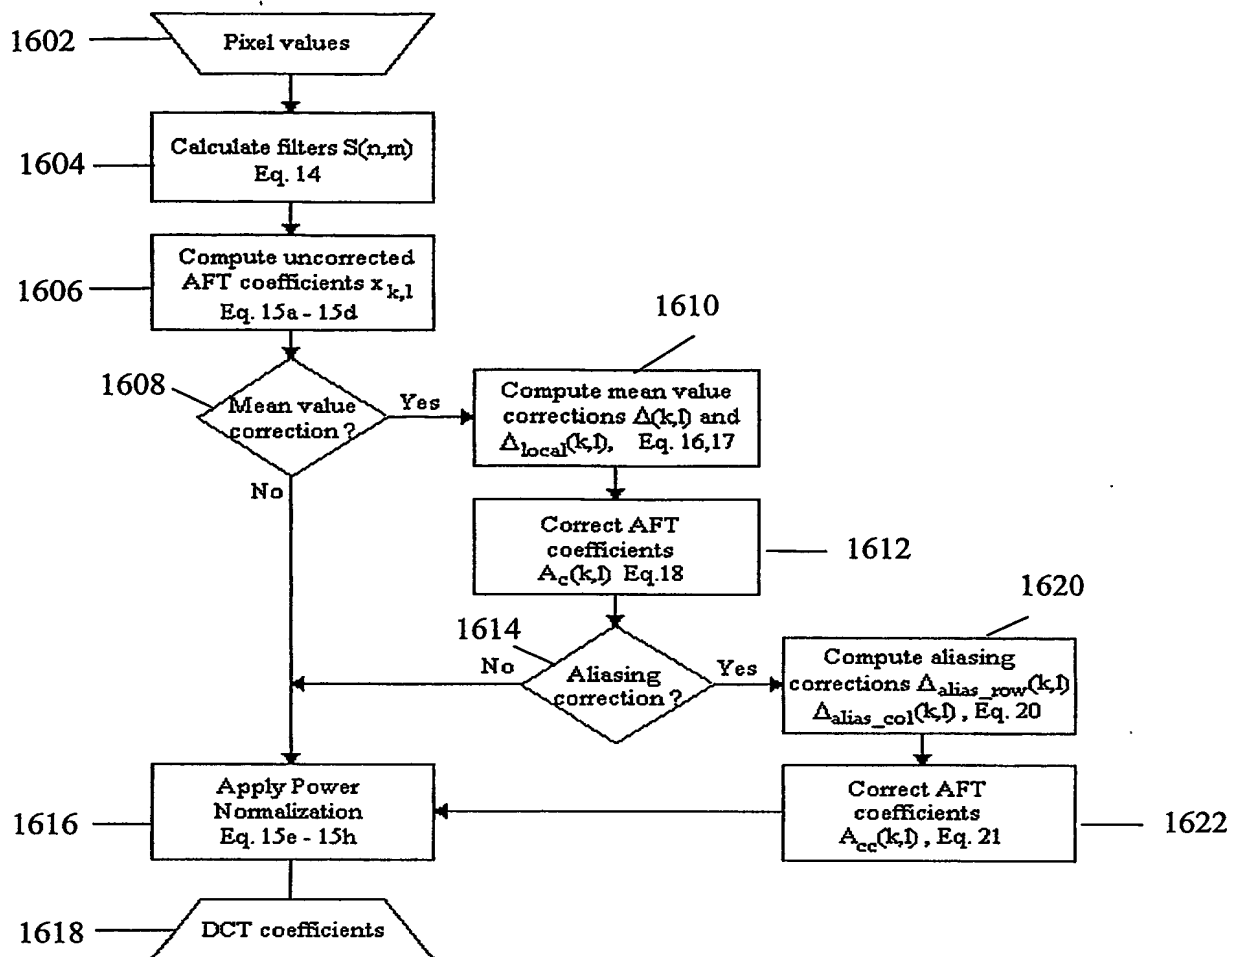 1602
Pixel values
1604
Calculate filters S(n,m)
Eq. 14
1606
Compute uncorrected
AFT coefficients x k,l
Eq. 15a - 15d
1608
Mean value
correction ?
Yes
No
1610
Compute mean value
corrections Δ(k,l) and
Δlocal(k,l), Eq. 16,17
Correct AFT
coefficients
Ac(k,l) Eq.18
1612
1614
Aliasing
correction ?
No
Yes
1620
Compute aliasing
corrections Δalias_row(k,l)
Δalias_col(k,l) , Eq. 20
Correct AFT
coefficients
Acc(k,l) , Eq. 21
1622
1616
Apply Power
Normalization
Eq. 15e - 15h
1618
DCT coefficients